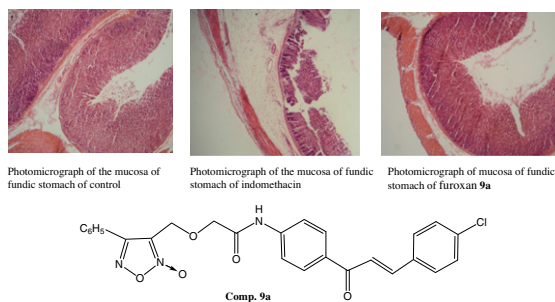 Photomicrograph of the mucosa of
fundic stomach of control
Photomicrograph of the mucosa of fundic
stomach of indomethacin
Photomicrograph of mucosa of fundic
stomach of furoxan 9a
H
N
C6H5
O
O
N
O
N
O
O
Cl
Comp. 9a